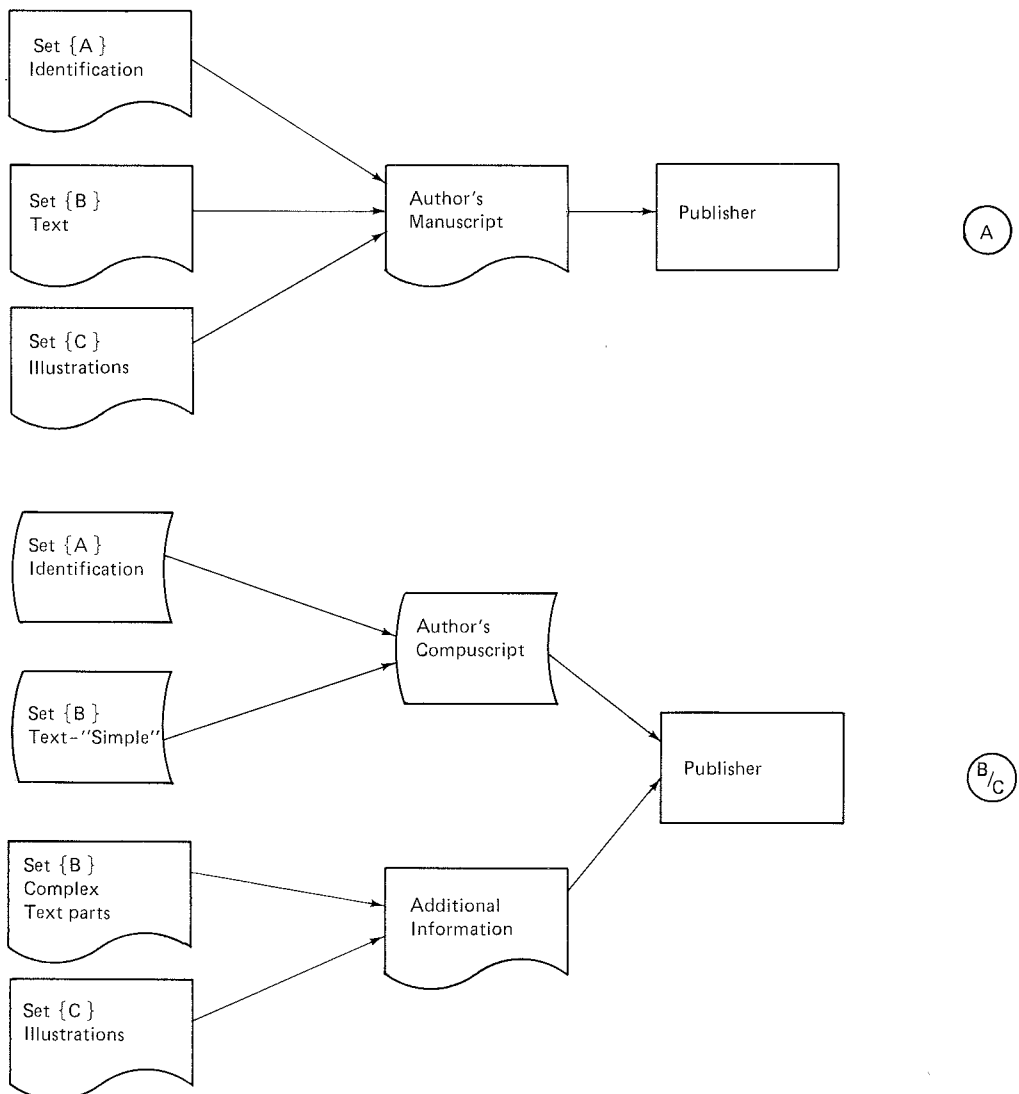 Set {A}
Identification
Set {B}
Text
Set {C}
Illustrations
Author's
Manuscript
Publisher
A
Set {A}
Identification
Set {B}
Text-"Simple"
Author's
Compuscript
Publisher
B/C
Set {B}
Complex
Text parts
Set {C}
Illustrations
Additional
Information